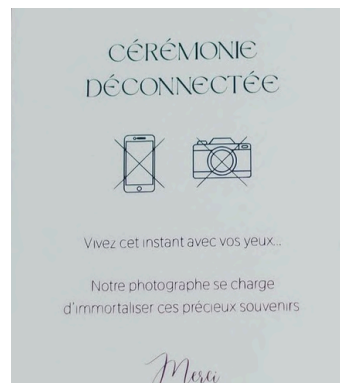 CÉRÉMONIE
DÉCONNECTÉE
Vivez cet instant avec vos yeux...
Notre photographe se charge
d'immortaliser ces précieux souvenirs
Merci